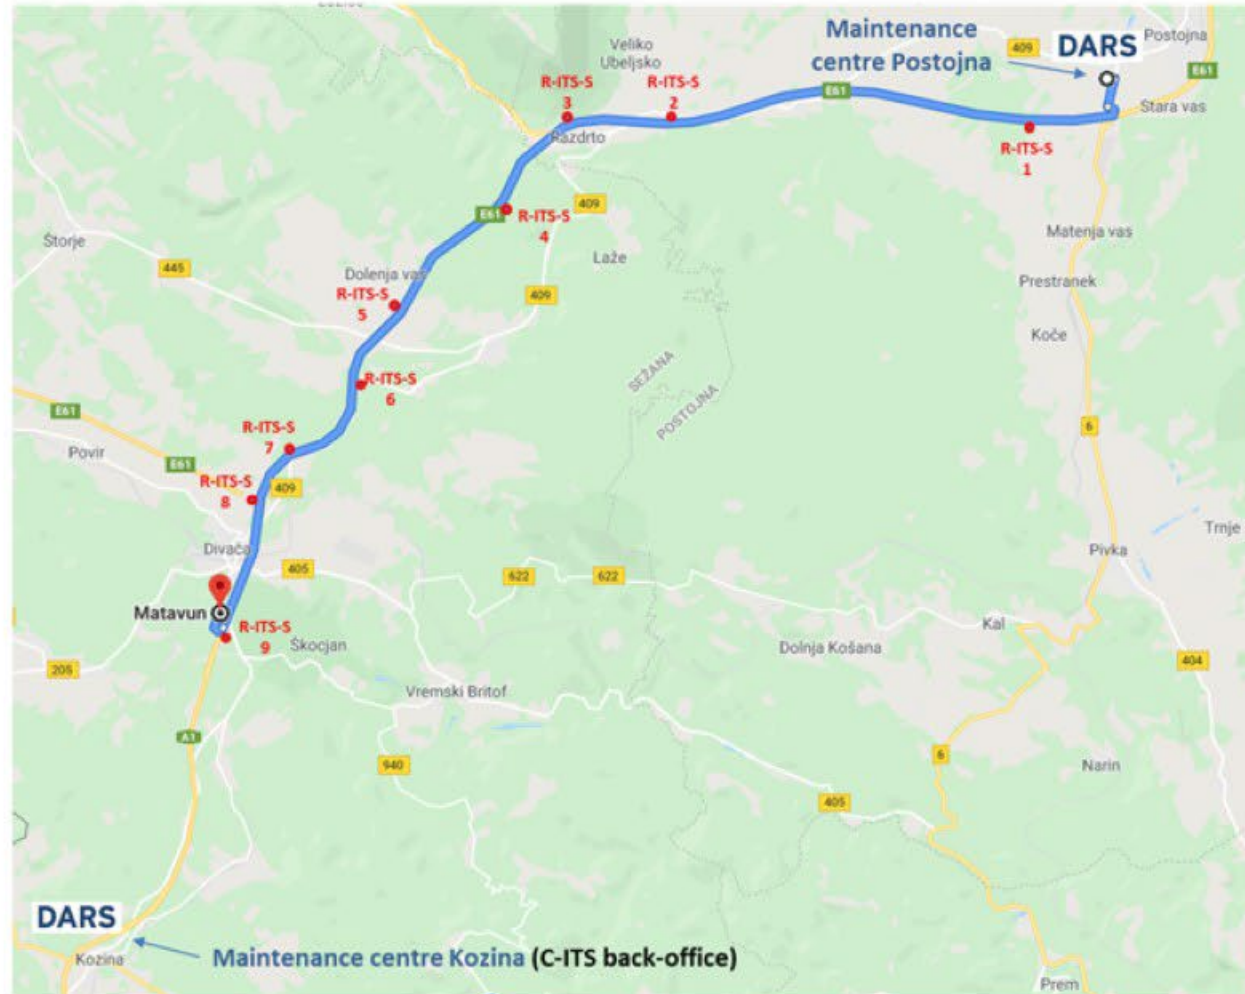 Maintenance
centre Postojna
DARS
Postojna
409
E61
Veliko
Ubeljsko
R-ITS-S
3
R-ITS-S
2
E61
Stara vas
Razdrto
R-ITS-S
1
E61
R-ITS-S
4
409
Matenja vas
Štorje
Laže
445
Dolenja vas
Prestranek
R-ITS-S
5
409
Koče
SEŽANA
POSTOJNA
R-ITS-S
6
E61
R-ITS-S
7
6
Povir
E61
R-ITS-S
8
409
Trnje
Divača
405
622
622
Pivka
Matavun
R-ITS-S
9
Škocjan
Kal
Dolnja Košana
205
404
Vremski Britof
A1
940
6
Narin
405
DARS
Kozina
Maintenance centre Kozina (C-ITS back-office)
Prem